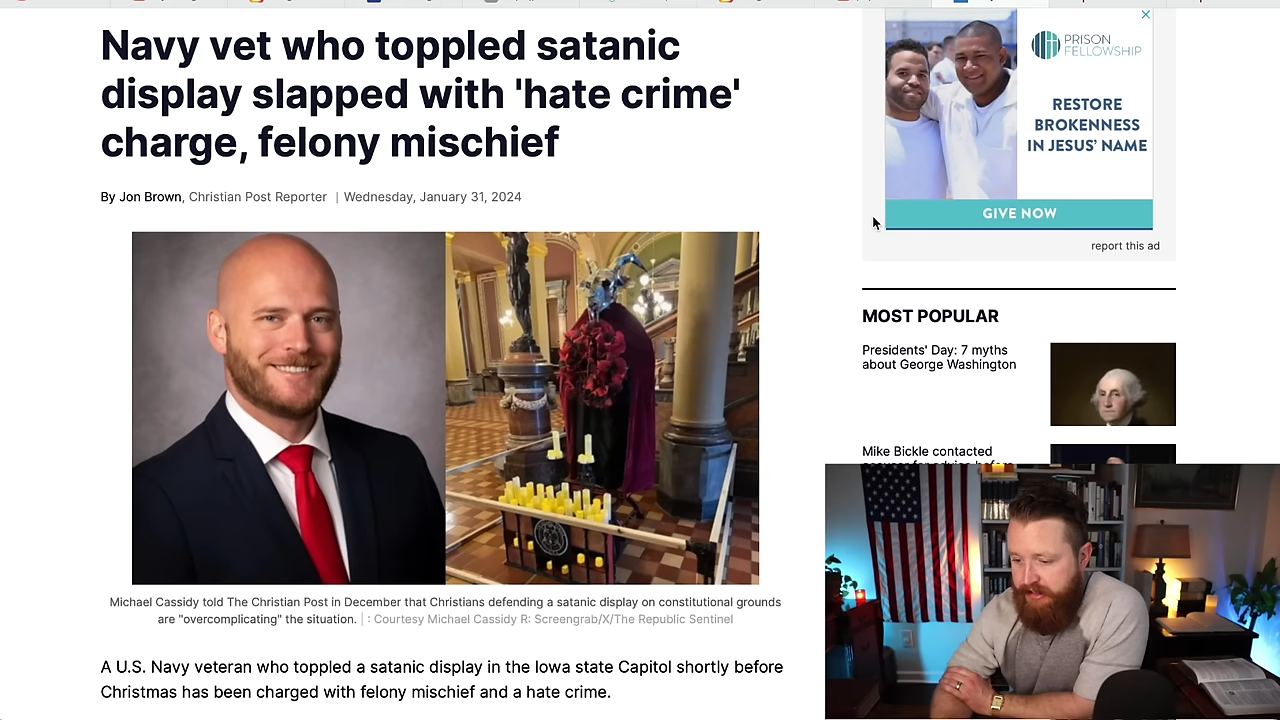 Navy vet who toppled satanic
display slapped with 'hate crime'
charge, felony mischief
By Jon Brown, Christian Post Reporter | Wednesday, January 31, 2024
Michael Cassidy told The Christian Post in December that Christians defending a satanic display on constitutional grounds
are "overcomplicating" the situation. | : Courtesy Michael Cassidy R: Screengrab/X/The Republic Sentinel
A U.S. Navy veteran who toppled a satanic display in the Iowa state Capitol shortly before
Christmas has been charged with felony mischief and a hate crime.
PRISON
FELLOWSHIP
RESTORE
BROKENNESS
IN JESUS' NAME
GIVE NOW
report this ad
MOST POPULAR
Presidents' Day: 7 myths
about George Washington
Mike Bickle contacted